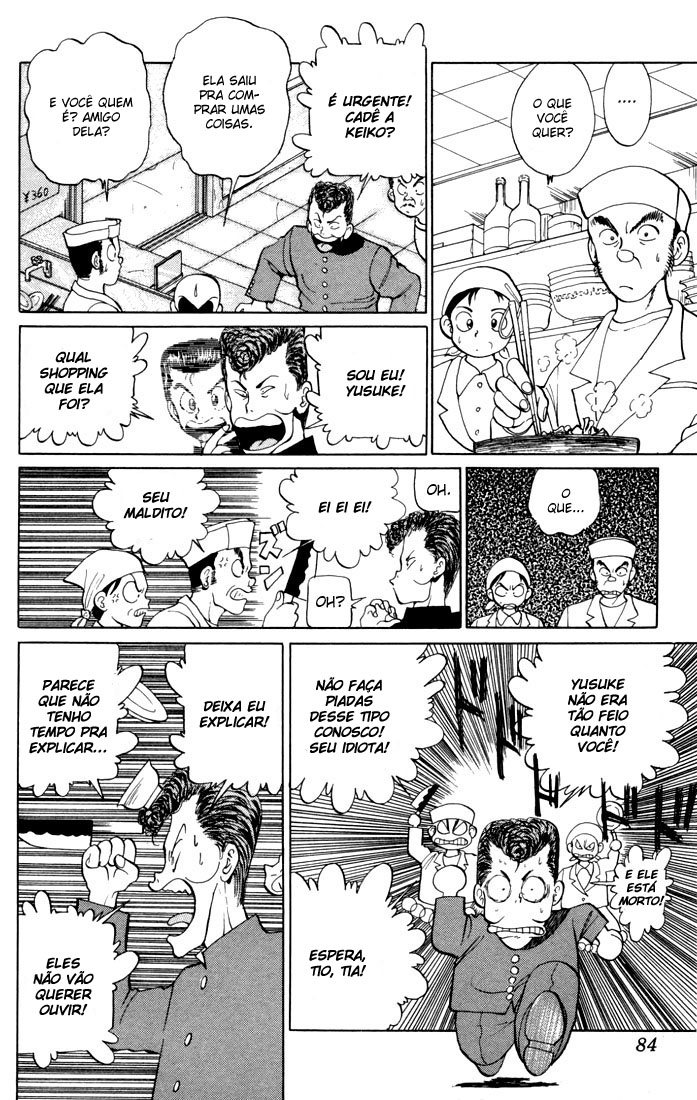 ....
O QUE
VOCÊ
QUER?
É URGENTE!
CADÊ A
KEIKO?
ELA SAIU
PRA COM-
PRAR UMAS
COISAS.
E VOCÊ QUEM
É? AMIGO
DELA?
¥360
SOU EU!
YUSUKE!
QUAL
SHOPPING
QUE ELA
FOI?
O
QUE...
OH.
EI EI EI!
OH?
SEU
MALDITO!
YUSUKE
NÃO ERA
TÃO FEIO
QUANTO
VOCÊ!
E ELE
ESTÁ
MORTO!
NÃO FAÇA
PIADAS
DESSE TIPO
CONOSCO!
SEU IDIOTA!
ESPERA,
TIO, TIA!
DEIXA EU
EXPLICAR!
PARECE
QUE NÃO
TENHO
TEMPO PRA
EXPLICAR...
ELES
NÃO VÃO
QUERER
OUVIR!
84